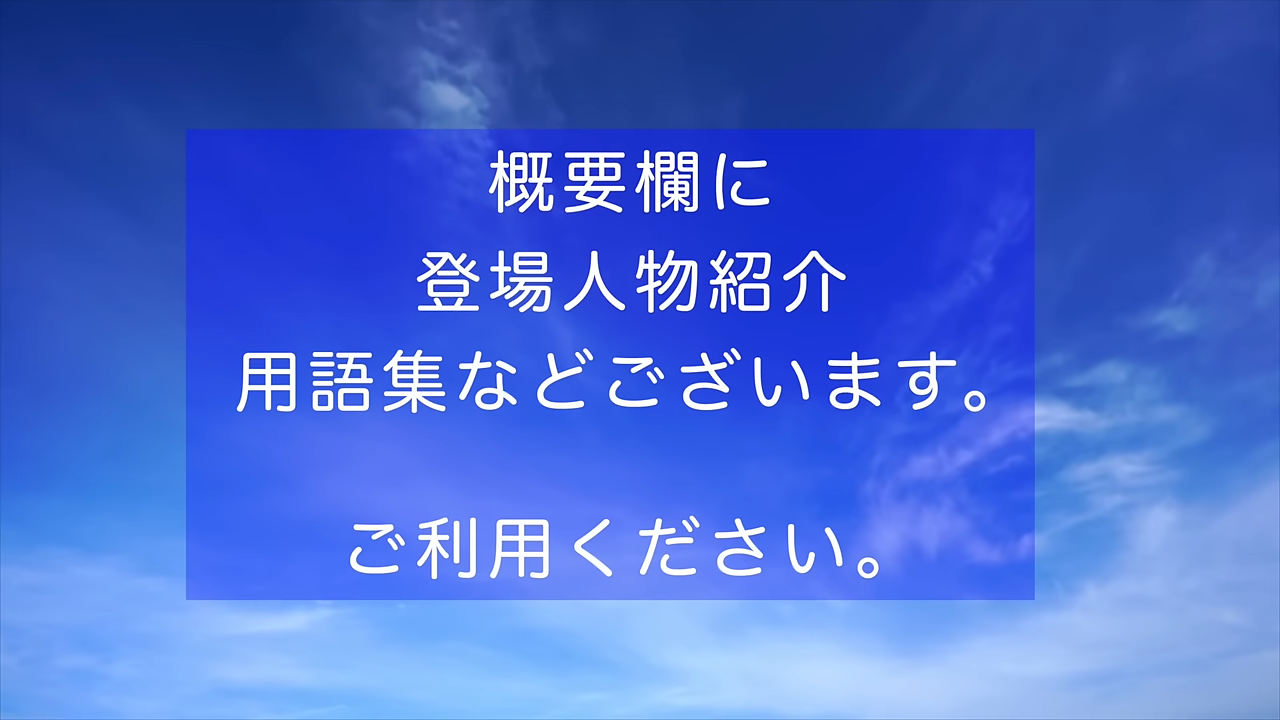 概要欄に
登場人物紹介
用語集などございます。
ご利用ください。